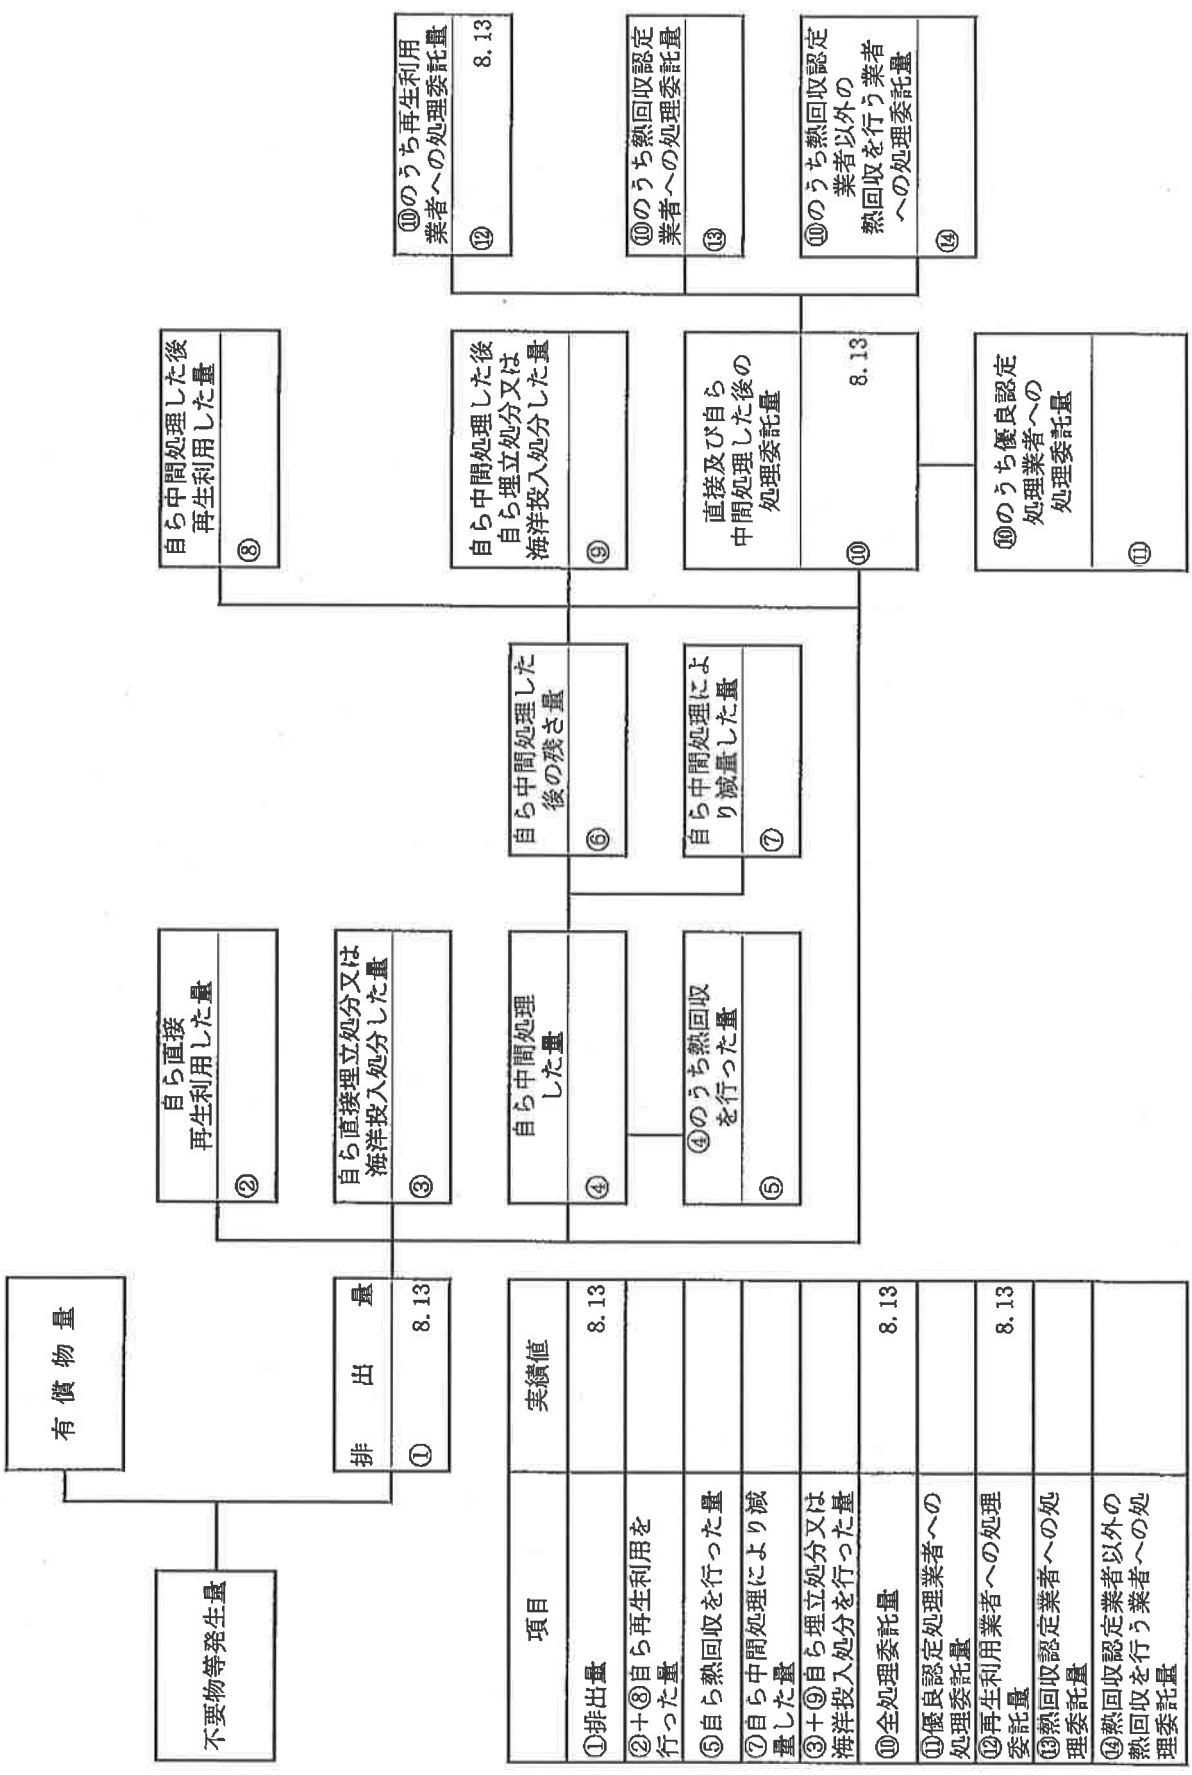 有償物量
不要物等発生量
排出量
① 8.13
自ら直接
再生利用した量
②
自ら直接埋立処分又は
海洋投入処分した量
③
自ら中間処理
した量
④
④のうち熱回収
を行った量
⑤
自ら中間処理した
後の残さ量
⑥
自ら中間処理によ
り減量した量
⑦
自ら中間処理した後
再生利用した量
⑧
自ら中間処理した後
自ら埋立処分又は
海洋投入処分した量
⑨
直接及び自ら
中間処理した後の
処理委託量
⑩ 8.13
⑩のうち優良認定
処理業者への
処理委託量
⑪
⑩のうち再生利用
業者への処理委託量
⑫ 8.13
⑩のうち熱回収認定
業者への処理委託量
⑬
⑩のうち熱回収認定
業者以外の
熱回収を行う業者
への処理委託量
⑭
項目 実績値
①排出量 8.13
②+⑧自ら再生利用を
行った量
⑤自ら熱回収を行った量
⑦自ら中間処理により減
量した量
③+⑨自ら埋立処分又は
海洋投入処分を行った量
⑩全処理委託量 8.13
⑪優良認定処理業者への
処理委託量
⑫再生利用業者への処理
委託量 8.13
⑬熱回収認定業者への処
理委託量
⑭熱回収認定業者以外の
熱回収を行う業者への処
理委託量